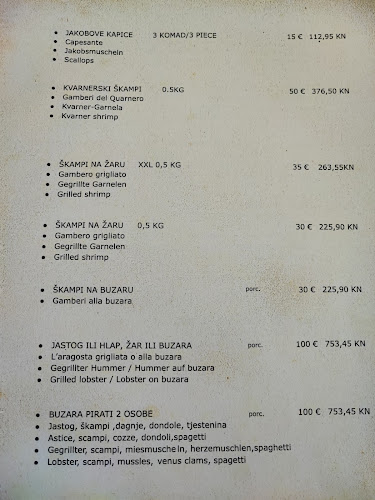 • JAKOBOVE KAPICE 3 KOMAD/3 PIECE 15 € 112,95 KN
• Capesante
• Jakobsmuscheln
• Scallops
• KVARNERSKI ŠKAMPI 0.5KG 50 € 376,50 KN
• Gamberi del Quarnero
• Kvarner-Garnela
• Kvarner shrimp
• ŠKAMPI NA ŽARU XXL 0,5 KG 35 € 263,55KN
• Gambero grigliato
• Gegrillte Garnelen
• Grilled shrimp
• ŠKAMPI NA ŽARU 0,5 KG 30 € 225,90 KN
• Gambero grigliato
• Gegrillte Garnelen
• Grilled shrimp
• ŠKAMPI NA BUZARU porc. 30 € 225,90 KN
• Gamberi alla buzara
• JASTOG ILI HLAP, ŽAR ILI BUZARA porc. 100 € 753,45 KN
• L'aragosta grigliata o alla buzara
• Gegrillter Hummer / Hummer auf buzara
• Grilled lobster / Lobster on buzara
• BUZARA PIRATI 2 OSOBE porc. 100 € 753,45 KN
• Jastog, škampi ,dagnje, dondole, tjestenina
• Astice, scampi, cozze, dondoli,spagetti
• Gegrillter, scampi, miesmuscheln, herzemuschlen,spaghetti
• Lobster, scampi, mussles, venus clams, spagetti